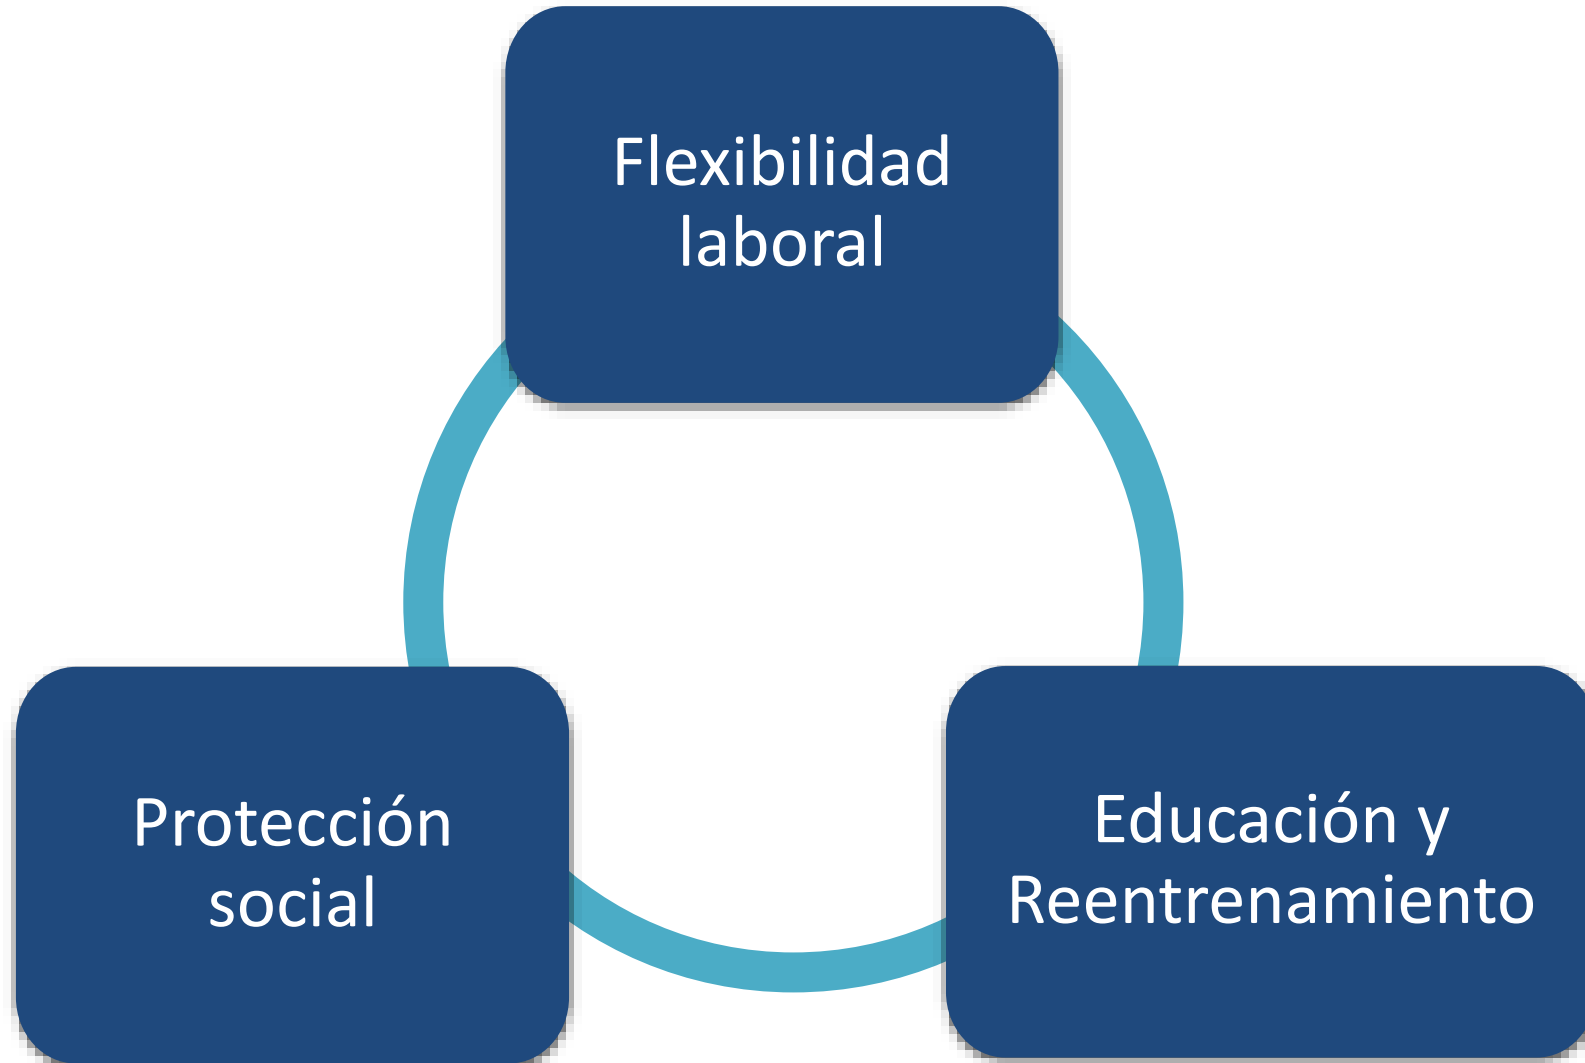 Flexibilidad
laboral
Protección
social
Educación y
Reentrenamiento